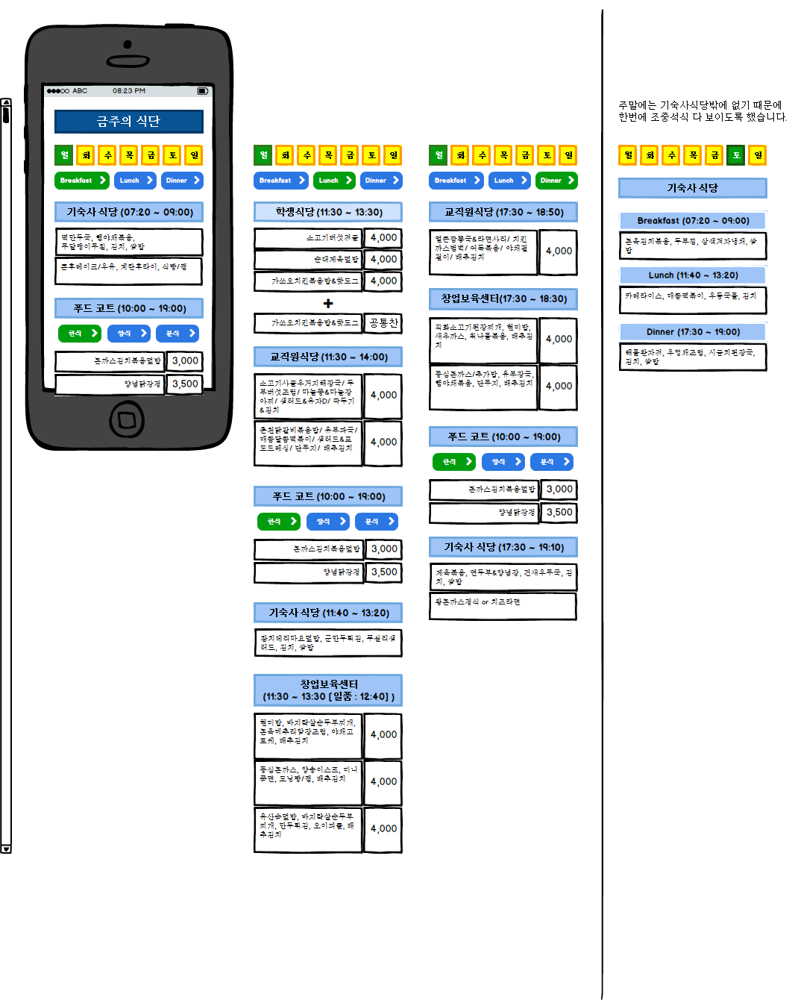 ABC 08:23 PM
금주의 식단
월 화 수 목 금 토 일
Breakfast Lunch Dinner
기숙사 식당 (07:20 ~ 09:00)
떡만두국, 햄야채볶음,
무말랭이무침, 김치, 쌀밥
콘후레이크/우유, 계란후라이, 식빵/잼
푸드 코트 (10:00 ~ 19:00)
한식 양식 분식
돈까스김치볶음덮밥 3,000
양념닭강정 3,500
월 화 수 목 금 토 일
Breakfast Lunch Dinner
학생식당 (11:30 ~ 13:30)
소고기버섯전골 4,000
순대제육덮밥 4,000
가쓰오치킨볶음밥&핫도그 4,000
+
가쓰오치킨볶음밥&핫도그 공통찬
교직원식당 (11:30 ~ 14:00)
소고기사골우거지해장국/ 두
부버섯조림/ 마늘쫑&마늘장
아찌/ 샐러드&유자D/ 깍두기
&김치
4,000
춘천닭갈비볶음밥/ 유부파국/
매콤달콤떡볶이/ 샐러드&포
도드레싱/ 단무지/ 배추김치
4,000
푸드 코트 (10:00 ~ 19:00)
한식 양식 분식
돈까스김치볶음덮밥 3,000
양념닭강정 3,500
기숙사 식당 (11:40 ~ 13:20)
참치데리마요덮밥, 군만두튀김, 푸실리샐
러드, 김치, 쌀밥
창업보육센터
(11:30 ~ 13:30 [일품 : 12:40] )
현미밥, 바지락살순두부찌개,
돈육메추리알장조림, 야채고
로케, 배추김치
4,000
등심돈까스, 양송이스프, 미니
쫄면, 모닝빵/잼, 배추김치
4,000
유산슬덮밥, 바지락살순두부
찌개, 만두튀김, 오이피클, 배
추김치
4,000
월 화 수 목 금 토 일
Breakfast Lunch Dinner
교직원식당 (17:30 ~ 18:50)
얼큰짬뽕국&라면사리/ 치킨
까스범벅/ 어묵볶음/ 야채겉
절이/ 배추김치
4,000
창업보육센터(17:30 ~ 18:30)
직화소고기된장찌개, 현미밥,
새우까스, 취나물볶음, 배추김
치
4,000
등심돈까스/추가밥, 유부장국,
햄야채볶음, 단무지, 배추김치
4,000
푸드 코트 (10:00 ~ 19:00)
한식 양식 분식
돈까스김치볶음덮밥 3,000
양념닭강정 3,500
기숙사 식당 (17:30 ~ 19:10)
제육볶음, 연두부&양념장, 건새우무국, 김
치, 쌀밥
왕돈까스정식 or 치즈라면
주말에는 기숙사식당밖에 없기 때문에
한번에 조중석식 다 보이도록 했습니다.
월 화 수 목 금 토 일
기숙사 식당
Breakfast (07:20 ~ 09:00)
돈육김치볶음, 두부찜, 삼색겨자냉채, 쌀
밥
Lunch (11:40 ~ 13:20)
카레라이스, 매콤떡볶이, 우동국물, 김치
Dinner (17:30 ~ 19:00)
해물완자전, 우엉채조림, 시금치된장국,
김치, 쌀밥